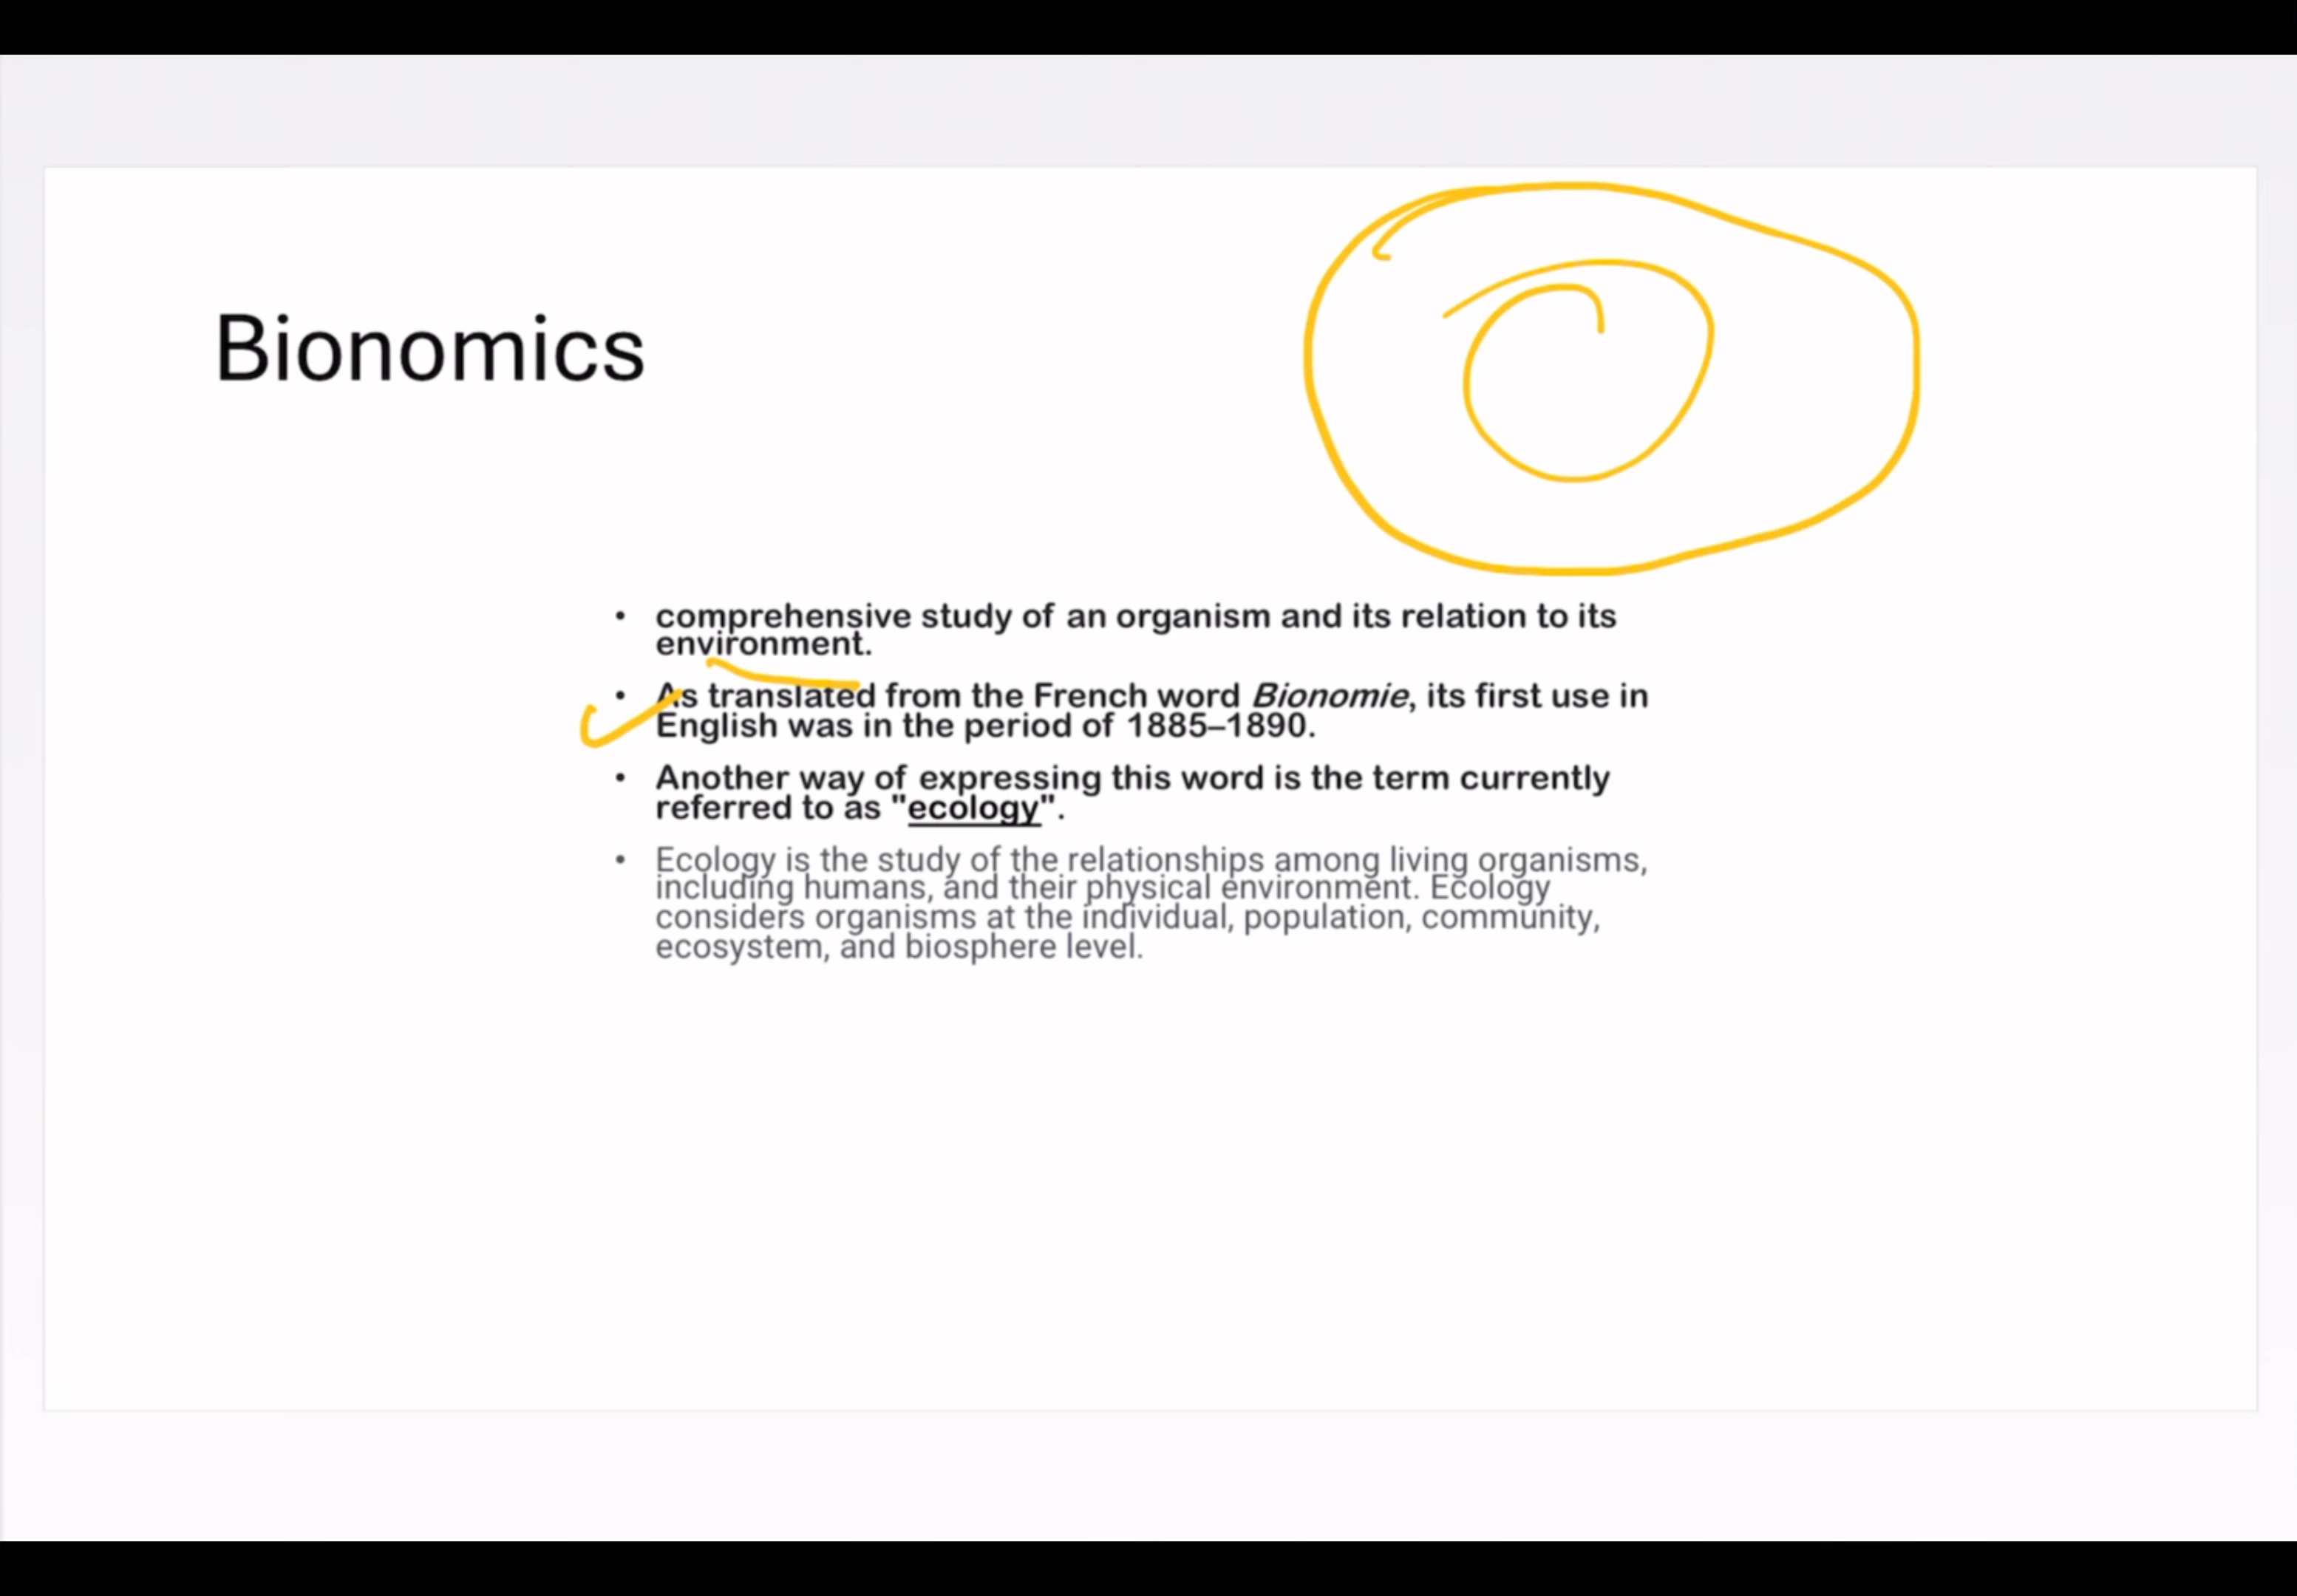 Bionomics
• comprehensive study of an organism and its relation to its
environment.
• As translated from the French word Bionomie, its first use in
English was in the period of 1885–1890.
• Another way of expressing this word is the term currently
referred to as "ecology".
• Ecology is the study of the relationships among living organisms,
including humans, and their physical environment. Ecology
considers organisms at the individual, population, community,
ecosystem, and biosphere level.